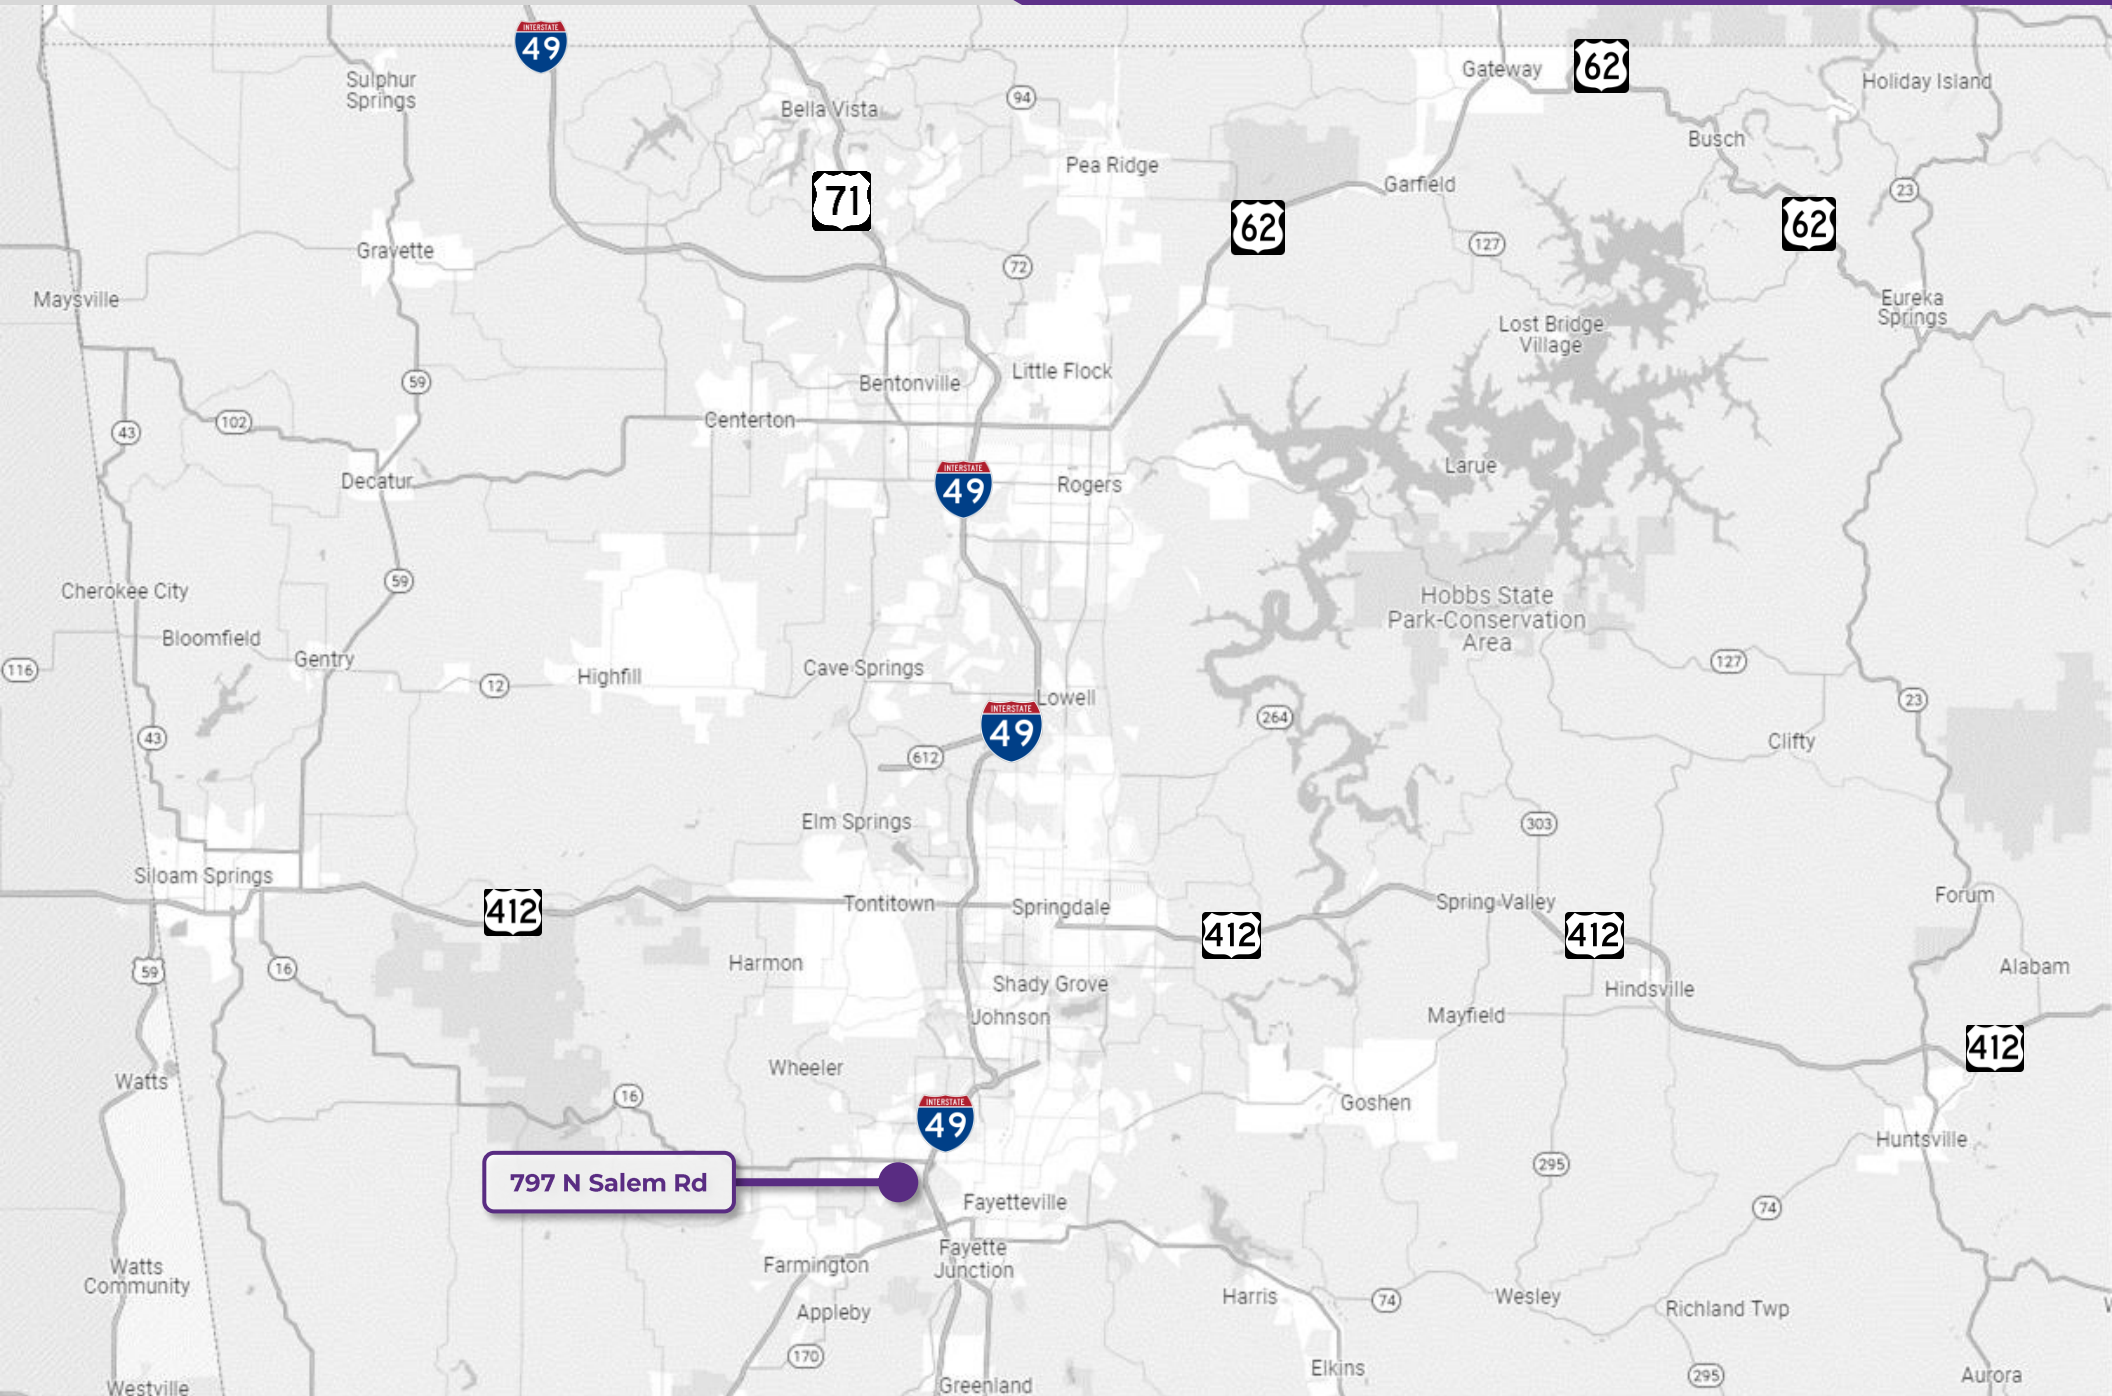 INTERSTATE
49
62
Gateway
Sulphur
Springs
Holiday Island
94
Bella Vista
Busch
Pea Ridge
71
Garfield
23
62
62
127
Gravette
72
Maysville
Eureka
Springs
Lost Bridge
Village
Little Flock
59
Bentonville
102
Centerton
43
Larue
Decatur
INTERSTATE
49
Rogers
59
Cherokee City
Hobbs State
Park-Conservation
Area
Bloomfield
Gentry
127
116
Cave Springs
12
Highfill
Lowell
23
264
INTERSTATE
49
43
Clifty
612
Elm Springs
303
Siloam Springs
Forum
Spring Valley
Tontitown
Springdale
412
412
412
Harmon
Alabam
16
59
Shady Grove
Hindsville
Mayfield
Johnson
412
Wheeler
Watts
16
Goshen
INTERSTATE
49
Huntsville
295
797 N Salem Rd
Fayetteville
74
Fayette
Junction
Farmington
Watts
Community
Harris
74
Wesley
Richland Twp
Appleby
170
Elkins
295
Aurora
Greenland
Westville